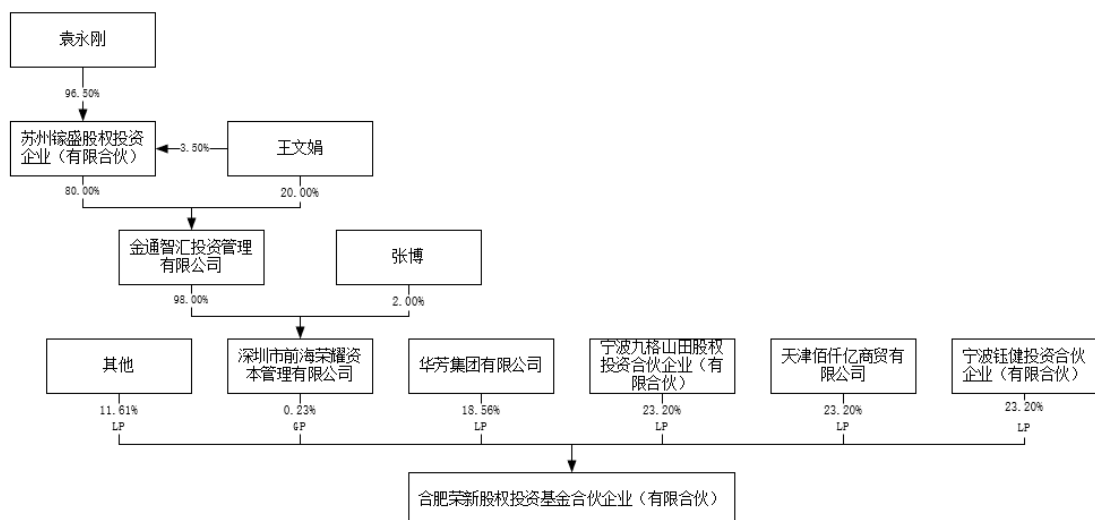 袁永刚
96.50%
苏州镓盛股权投资
企业（有限合伙）
3.50%
王文娟
80.00%
20.00%
金通智汇投资管理
有限公司
张博
98.00%
2.00%
其他
深圳市前海荣耀资
本管理有限公司
华芳集团有限公司
宁波九格山田股权
投资合伙企业（有
限合伙）
天津佰仟亿商贸有
限公司
宁波钰健投资合伙
企业（有限合伙）
11.61%
LP
0.23%
GP
18.56%
LP
23.20%
LP
23.20%
LP
23.20%
LP
合肥荣新股权投资基金合伙企业（有限合伙）